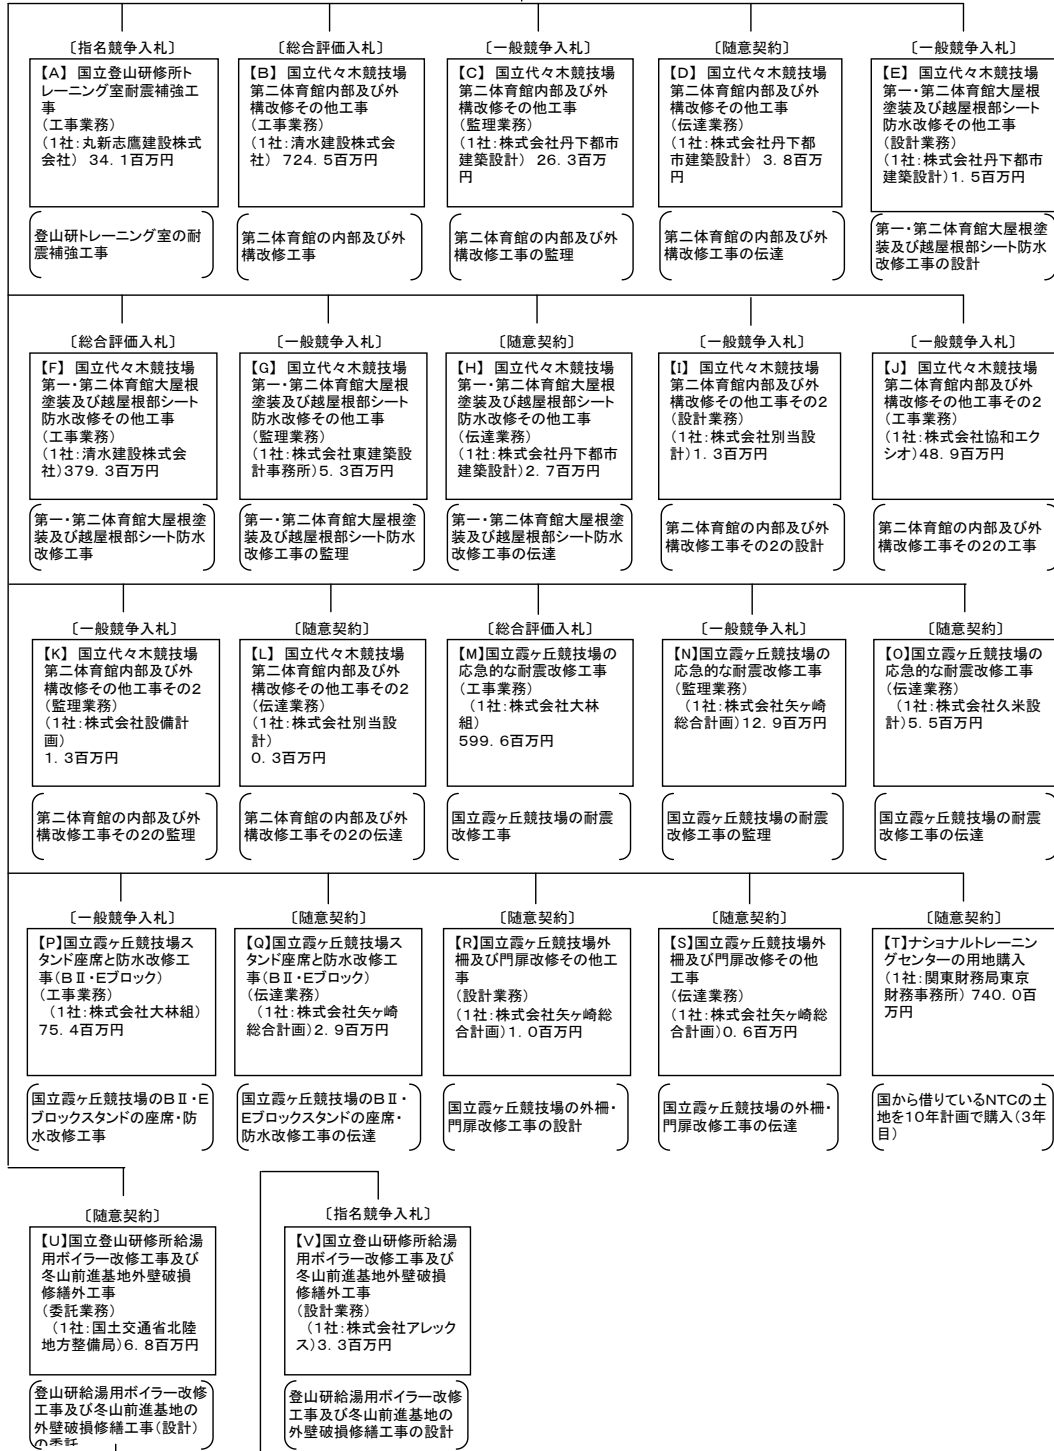 〔指名競争入札〕
【A】 国立登山研修所ト
レーニング室耐震補強工
事
(工事業務)
(1社:丸新志鷹建設株式
会社) 34．1百万円
登山研トレーニング室の耐
震補強工事
〔総合評価入札〕
【B】 国立代々木競技場
第二体育館内部及び外
構改修その他工事
(工事業務)
(1社:清水建設株式会
社) 724．5百万円
第二体育館の内部及び外
構改修工事
〔一般競争入札〕
【C】 国立代々木競技場
第二体育館内部及び外
構改修その他工事
(監理業務)
(1社:株式会社丹下都市
建築設計) 26．3百万
円
第二体育館の内部及び外
構改修工事の監理
〔随意契約〕
【D】 国立代々木競技場
第二体育館内部及び外
構改修その他工事
(伝達業務)
(1社:株式会社丹下都
市建築設計) 3．8百万
円
第二体育館の内部及び外
構改修工事の伝達
〔一般競争入札〕
【E】 国立代々木競技場
第一・第二体育館大屋根
塗装及び越屋根部シート
防水改修その他工事
(設計業務)
(1社:株式会社丹下都市
建築設計)1．5百万円
第一・第二体育館大屋根塗
装及び越屋根部シート防水
改修工事の設計
〔総合評価入札〕
【F】 国立代々木競技場
第一・第二体育館大屋根
塗装及び越屋根部シート
防水改修その他工事
(工事業務)
(1社:清水建設株式会
社)379．3百万円
第一・第二体育館大屋根塗
装及び越屋根部シート防水
改修工事
〔一般競争入札〕
【G】 国立代々木競技場
第一・第二体育館大屋根
塗装及び越屋根部シート
防水改修その他工事
(監理業務)
(1社:株式会社東建築設
計事務所)5．3百万円
第一・第二体育館大屋根塗
装及び越屋根部シート防水
改修工事の監理
〔随意契約〕
【H】 国立代々木競技場
第一・第二体育館大屋根
塗装及び越屋根部シート
防水改修その他工事
(伝達業務)
(1社:株式会社丹下都市
建築設計)2．7百万円
第一・第二体育館大屋根塗
装及び越屋根部シート防水
改修工事の伝達
〔一般競争入札〕
【I】 国立代々木競技場
第二体育館内部及び外
構改修その他工事その2
(設計業務)
(1社:株式会社別当設
計)1．3百万円
第二体育館の内部及び外
構改修工事その2の設計
〔一般競争入札〕
【J】 国立代々木競技場
第二体育館内部及び外
構改修その他工事その2
(工事業務)
(1社:株式会社協和エク
シオ)48．9百万円
第二体育館の内部及び外
構改修工事その2の工事
〔一般競争入札〕
【K】 国立代々木競技場
第二体育館内部及び外
構改修その他工事その2
(監理業務)
(1社:株式会社設備計
画)
1．3百万円
第二体育館の内部及び外
構改修工事その2の監理
〔随意契約〕
【L】 国立代々木競技場
第二体育館内部及び外
構改修その他工事その2
(伝達業務)
(1社:株式会社別当設
計)
0．3百万円
第二体育館の内部及び外
構改修工事その2の伝達
〔総合評価入札〕
【M】国立霞ヶ丘競技場の
応急的な耐震改修工事
(工事業務)
(1社:株式会社大林
組)
599．6百万円
国立霞ヶ丘競技場の耐震
改修工事
〔一般競争入札〕
【N】国立霞ヶ丘競技場の
応急的な耐震改修工事
(監理業務)
(1社:株式会社矢ヶ崎
総合計画)12．9百万円
国立霞ヶ丘競技場の耐震
改修工事の監理
〔随意契約〕
【O】国立霞ヶ丘競技場の
応急的な耐震改修工事
(伝達業務)
(1社:株式会社久米設
計)5．5百万円
国立霞ヶ丘競技場の耐震
改修工事の伝達
〔一般競争入札〕
【P】国立霞ヶ丘競技場ス
タンド座席と防水改修工
事(BⅡ・Eブロック)
(工事業務)
(1社:株式会社大林組)
75．4百万円
国立霞ヶ丘競技場のBⅡ・E
ブロックスタンドの座席・防
水改修工事
〔随意契約〕
【Q】国立霞ヶ丘競技場ス
タンド座席と防水改修工
事(BⅡ・Eブロック)
(伝達業務)
(1社:株式会社矢ヶ崎
総合計画)2．9百万円
国立霞ヶ丘競技場のBⅡ・
Eブロックスタンドの座席・
防水改修工事の伝達
〔随意契約〕
【R】国立霞ヶ丘競技場外
柵及び門扉改修その他工
事
(設計業務)
(1社:株式会社矢ヶ崎総
合計画)1．0百万円
国立霞ヶ丘競技場の外柵・
門扉改修工事の設計
〔随意契約〕
【S】国立霞ヶ丘競技場外
柵及び門扉改修その他
工事
(伝達業務)
(1社:株式会社矢ヶ崎総
合計画)0．6百万円
国立霞ヶ丘競技場の外柵・
門扉改修工事の伝達
〔随意契約〕
【T】ナショナルトレーニン
グセンターの用地購入
(1社:関東財務局東京
財務事務所) 740．0百
万円
国から借りているNTCの土
地を10年計画で購入(3年
目)
〔随意契約〕
【U】国立登山研修所給湯
用ボイラー改修工事及び
冬山前進基地外壁破損
修繕外工事
(委託業務)
(1社:国土交通省北陸
地方整備局)6．8百万円
登山研給湯用ボイラー改修
工事及び冬山前進基地の
外壁破損修繕工事(設計)
の委託
〔指名競争入札〕
【V】国立登山研修所給湯
用ボイラー改修工事及び
冬山前進基地外壁破損
修繕外工事
(設計業務)
(1社:株式会社アレック
ス)3．3百万円
登山研給湯用ボイラー改修
工事及び冬山前進基地の
外壁破損修繕工事の設計